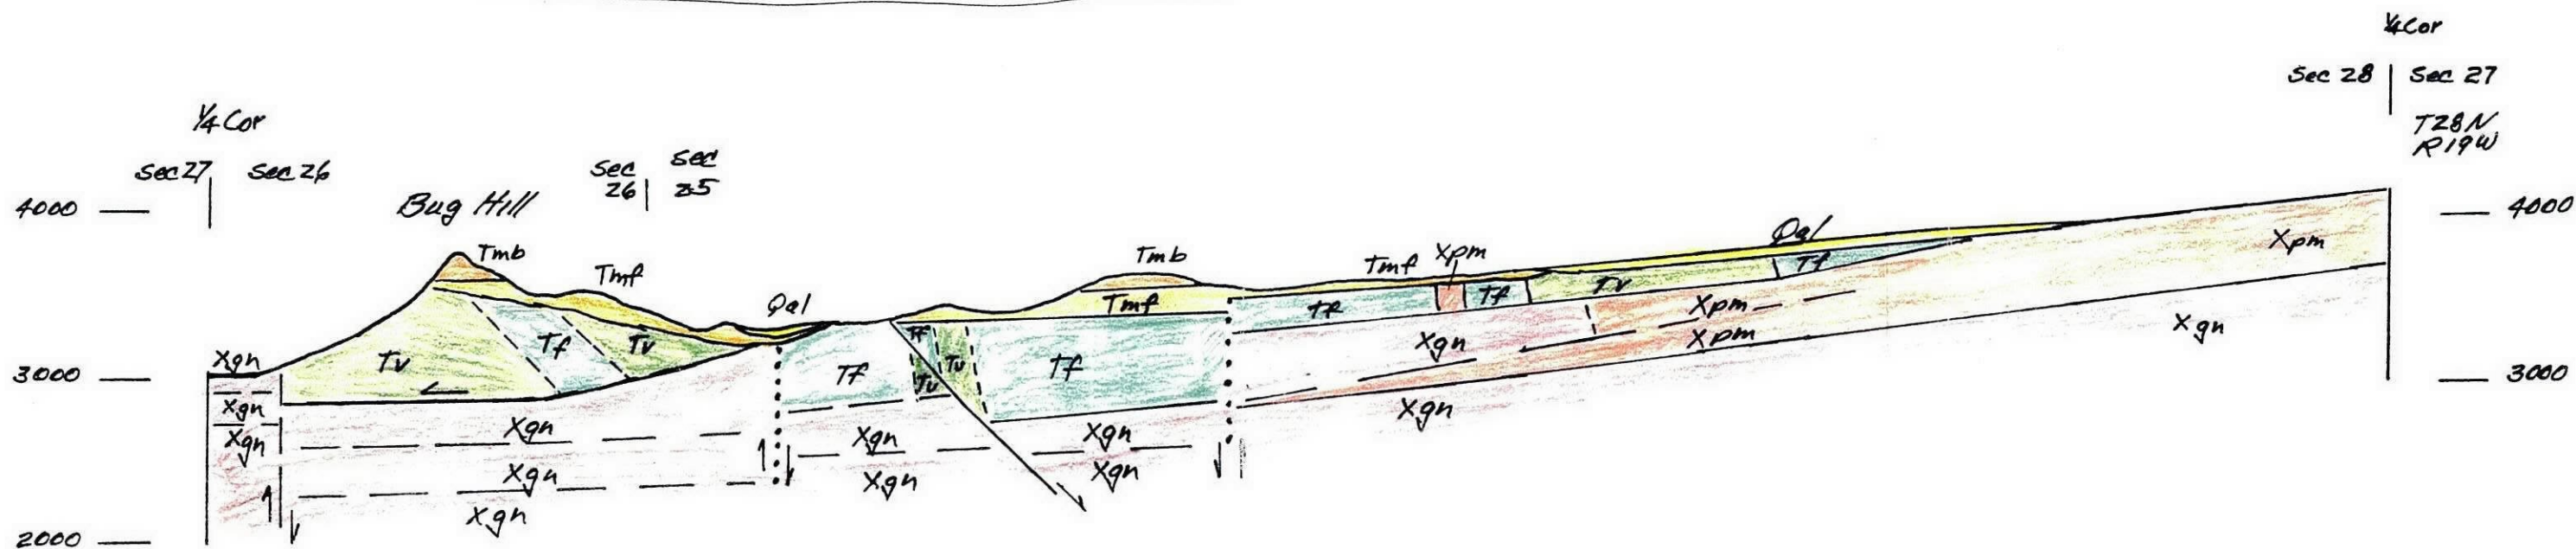 ¼ Cor
Sec 28 | Sec 27
T28N
R19W
¼ Cor
Sec 27 | Sec 26
Sec 26 | Sec 25
4000
Bug Hill
4000
Tmb
Tmf
Qal
Tmb
Tmf
Tmf
Xpm
Qal
Xpm
3000
Xgn
Xgn
Xgn
Tv
Tf
Tv
Tf
Tf
Tv
Tv
Tf
Tf
Tf
Tv
Tf
Xgn
Xpm
Xpm
Xgn
3000
Xgn
Xgn
Xgn
Xgn
Xgn
Xgn
Xgn
Xgn
2000